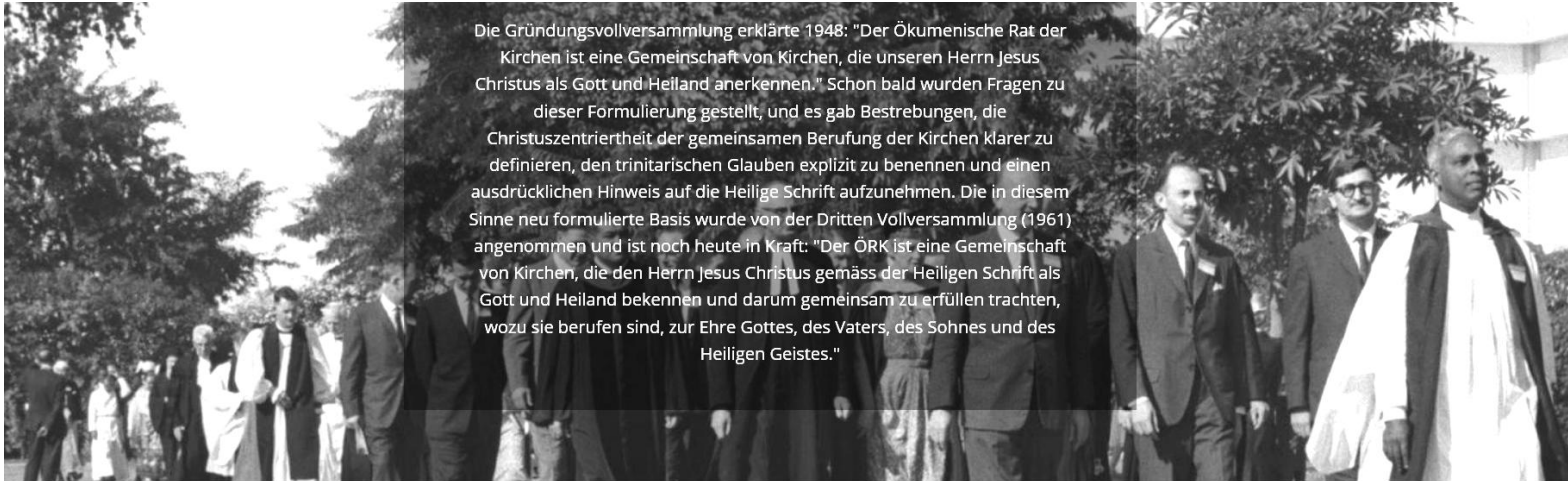 Die Gründungsvollversammlung erklärte 1948: "Der Ökumenische Rat der
Kirchen ist eine Gemeinschaft von Kirchen, die unseren Herrn Jesus
Christus als Gott und Heiland anerkennen." Schon bald wurden Fragen zu
dieser Formulierung gestellt, und es gab Bestrebungen, die
Christuszentriertheit der gemeinsamen Berufung der Kirchen klarer zu
definieren, den trinitarischen Glauben explizit zu benennen und einen
ausdrücklichen Hinweis auf die Heilige Schrift aufzunehmen. Die in diesem
Sinne neu formulierte Basis wurde von der Dritten Vollversammlung (1961)
angenommen und ist noch heute in Kraft: "Der ÖRK ist eine Gemeinschaft
von Kirchen, die den Herrn Jesus Christus gemäss der Heiligen Schrift als
Gott und Heiland bekennen und darum gemeinsam zu erfüllen trachten,
wozu sie berufen sind, zur Ehre Gottes, des Vaters, des Sohnes und des
Heiligen Geistes."